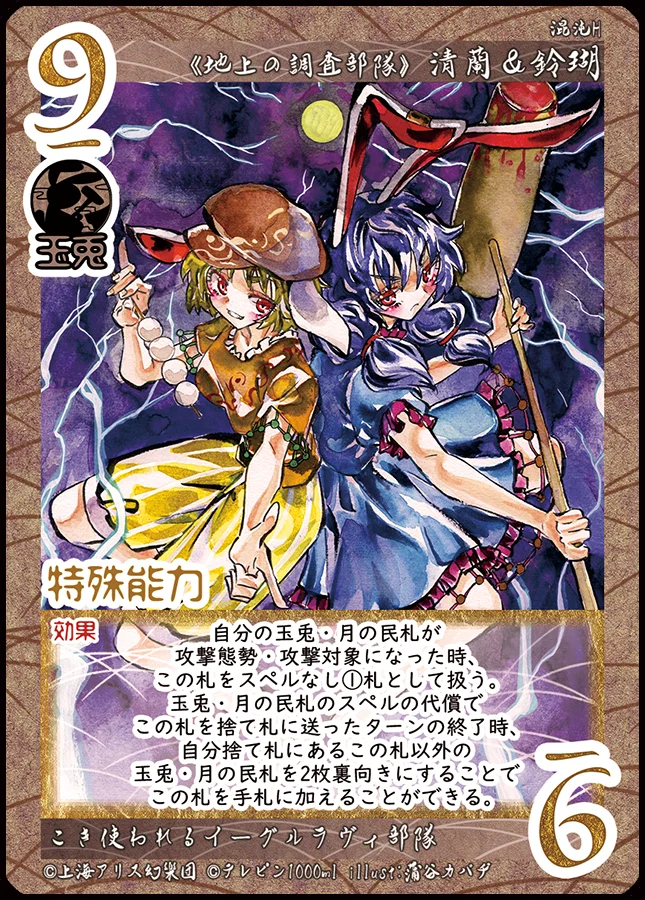 混沌H
《地上の調査部隊》 清蘭&鈴瑚
9
玉兎
特殊能力
効果
自分の玉兎・月の民札が
攻撃態勢・攻撃対象になった時、
この札をスペルなし①札として扱う。
玉兎・月の民札のスペルの代償で
この札を捨て札に送ったターンの終了時、
自分捨て札にあるこの札以外の
玉兎・月の民札を2枚裏向きにすることで
この札を手札に加えることができる。
6
こき使われるイーグルラヴィ部隊
©上海アリス幻樂団 ©テレピン1000ml illust:蒲谷カバヂ